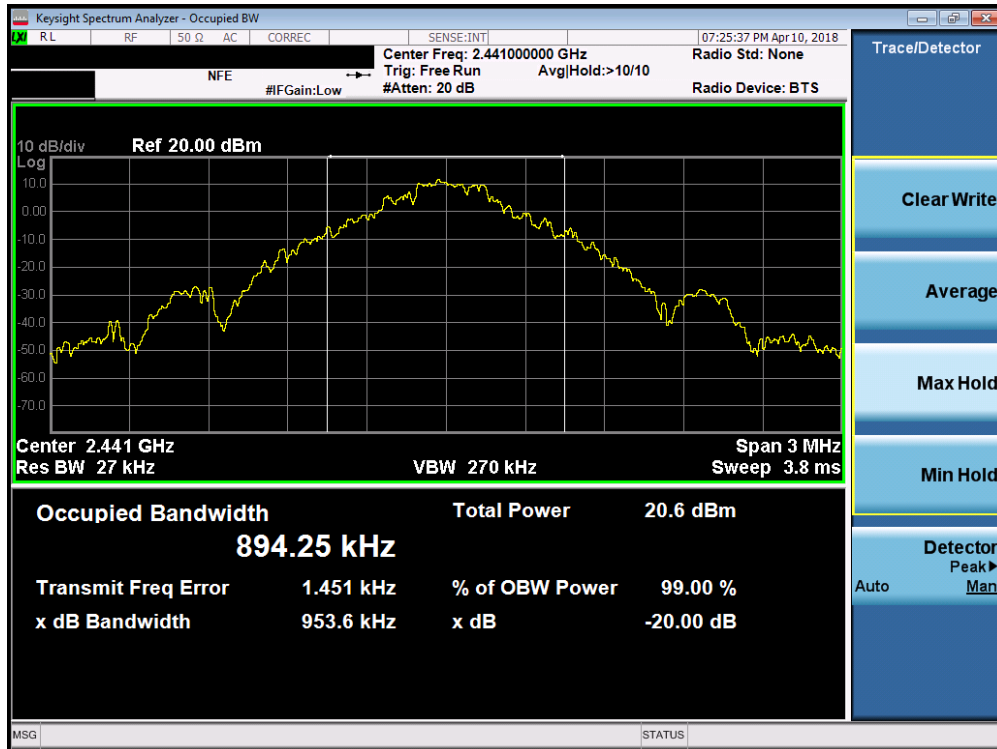 Keysight Spectrum Analyzer - Occupied BW
LXI RL RF 50 Ω AC CORREC SENSE:INT 07:25:37 PM Apr 10, 2018
Center Freq: 2.441000000 GHz Radio Std: None
NFE Trig: Free Run Avg|Hold:>10/10
#IFGain:Low #Atten: 20 dB Radio Device: BTS
10 dB/div Ref 20.00 dBm
Log
10.0
0.00
-10.0
-20.0
-30.0
-40.0
-50.0
-60.0
-70.0
Center 2.441 GHz Span 3 MHz
Res BW 27 kHz VBW 270 kHz Sweep 3.8 ms
Occupied Bandwidth Total Power 20.6 dBm
894.25 kHz
Transmit Freq Error 1.451 kHz % of OBW Power 99.00 %
x dB Bandwidth 953.6 kHz x dB -20.00 dB
MSG STATUS
Trace/Detector
Clear Write
Average
Max Hold
Min Hold
Detector
Peak▶
Auto Man